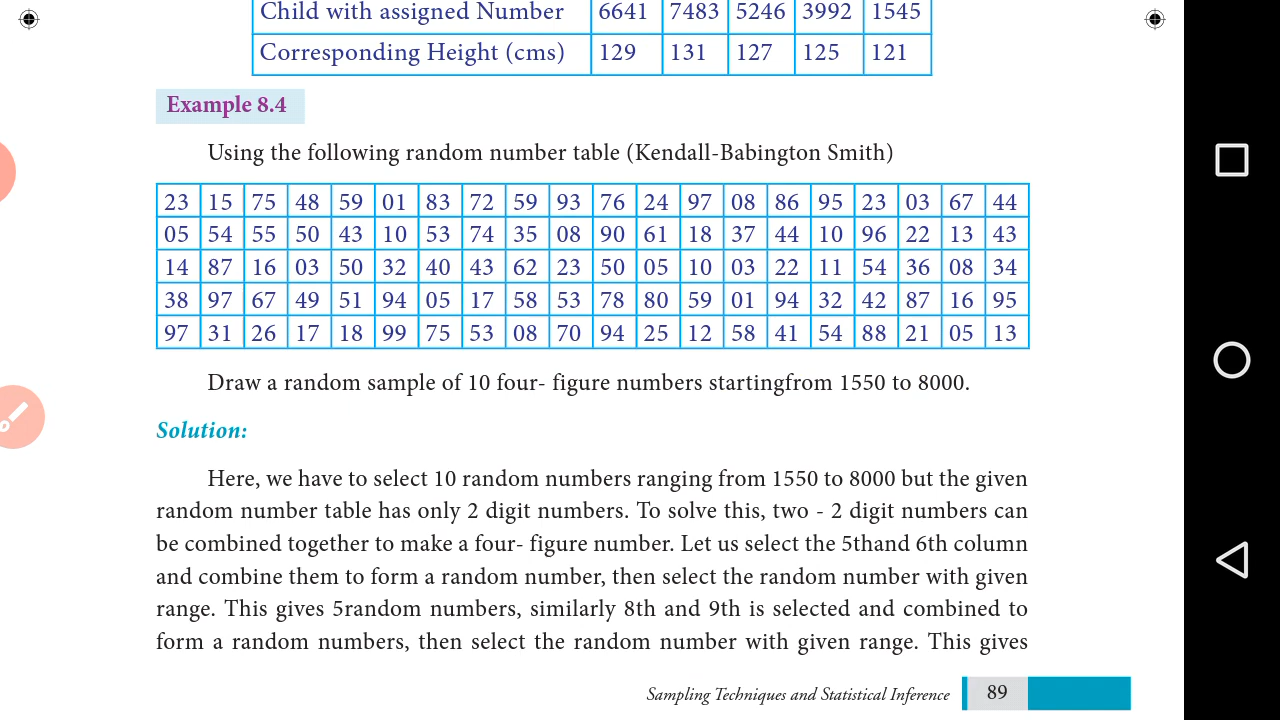 Child with assigned Number 6641 7483 5246 3992 1545
Corresponding Height (cms) 129 131 127 125 121
Example 8.4
Using the following random number table (Kendall-Babington Smith)
23 15 75 48 59 01 83 72 59 93 76 24 97 08 86 95 23 03 67 44
05 54 55 50 43 10 53 74 35 08 90 61 18 37 44 10 96 22 13 43
14 87 16 03 50 32 40 43 62 23 50 05 10 03 22 11 54 36 08 34
38 97 67 49 51 94 05 17 58 53 78 80 59 01 94 32 42 87 16 95
97 31 26 17 18 99 75 53 08 70 94 25 12 58 41 54 88 21 05 13
Draw a random sample of 10 four- figure numbers startingfrom 1550 to 8000.
Solution:
Here, we have to select 10 random numbers ranging from 1550 to 8000 but the given
random number table has only 2 digit numbers. To solve this, two - 2 digit numbers can
be combined together to make a four- figure number. Let us select the 5thand 6th column
and combine them to form a random number, then select the random number with given
range. This gives 5random numbers, similarly 8th and 9th is selected and combined to
form a random numbers, then select the random number with given range. This gives
Sampling Techniques and Statistical Inference 89